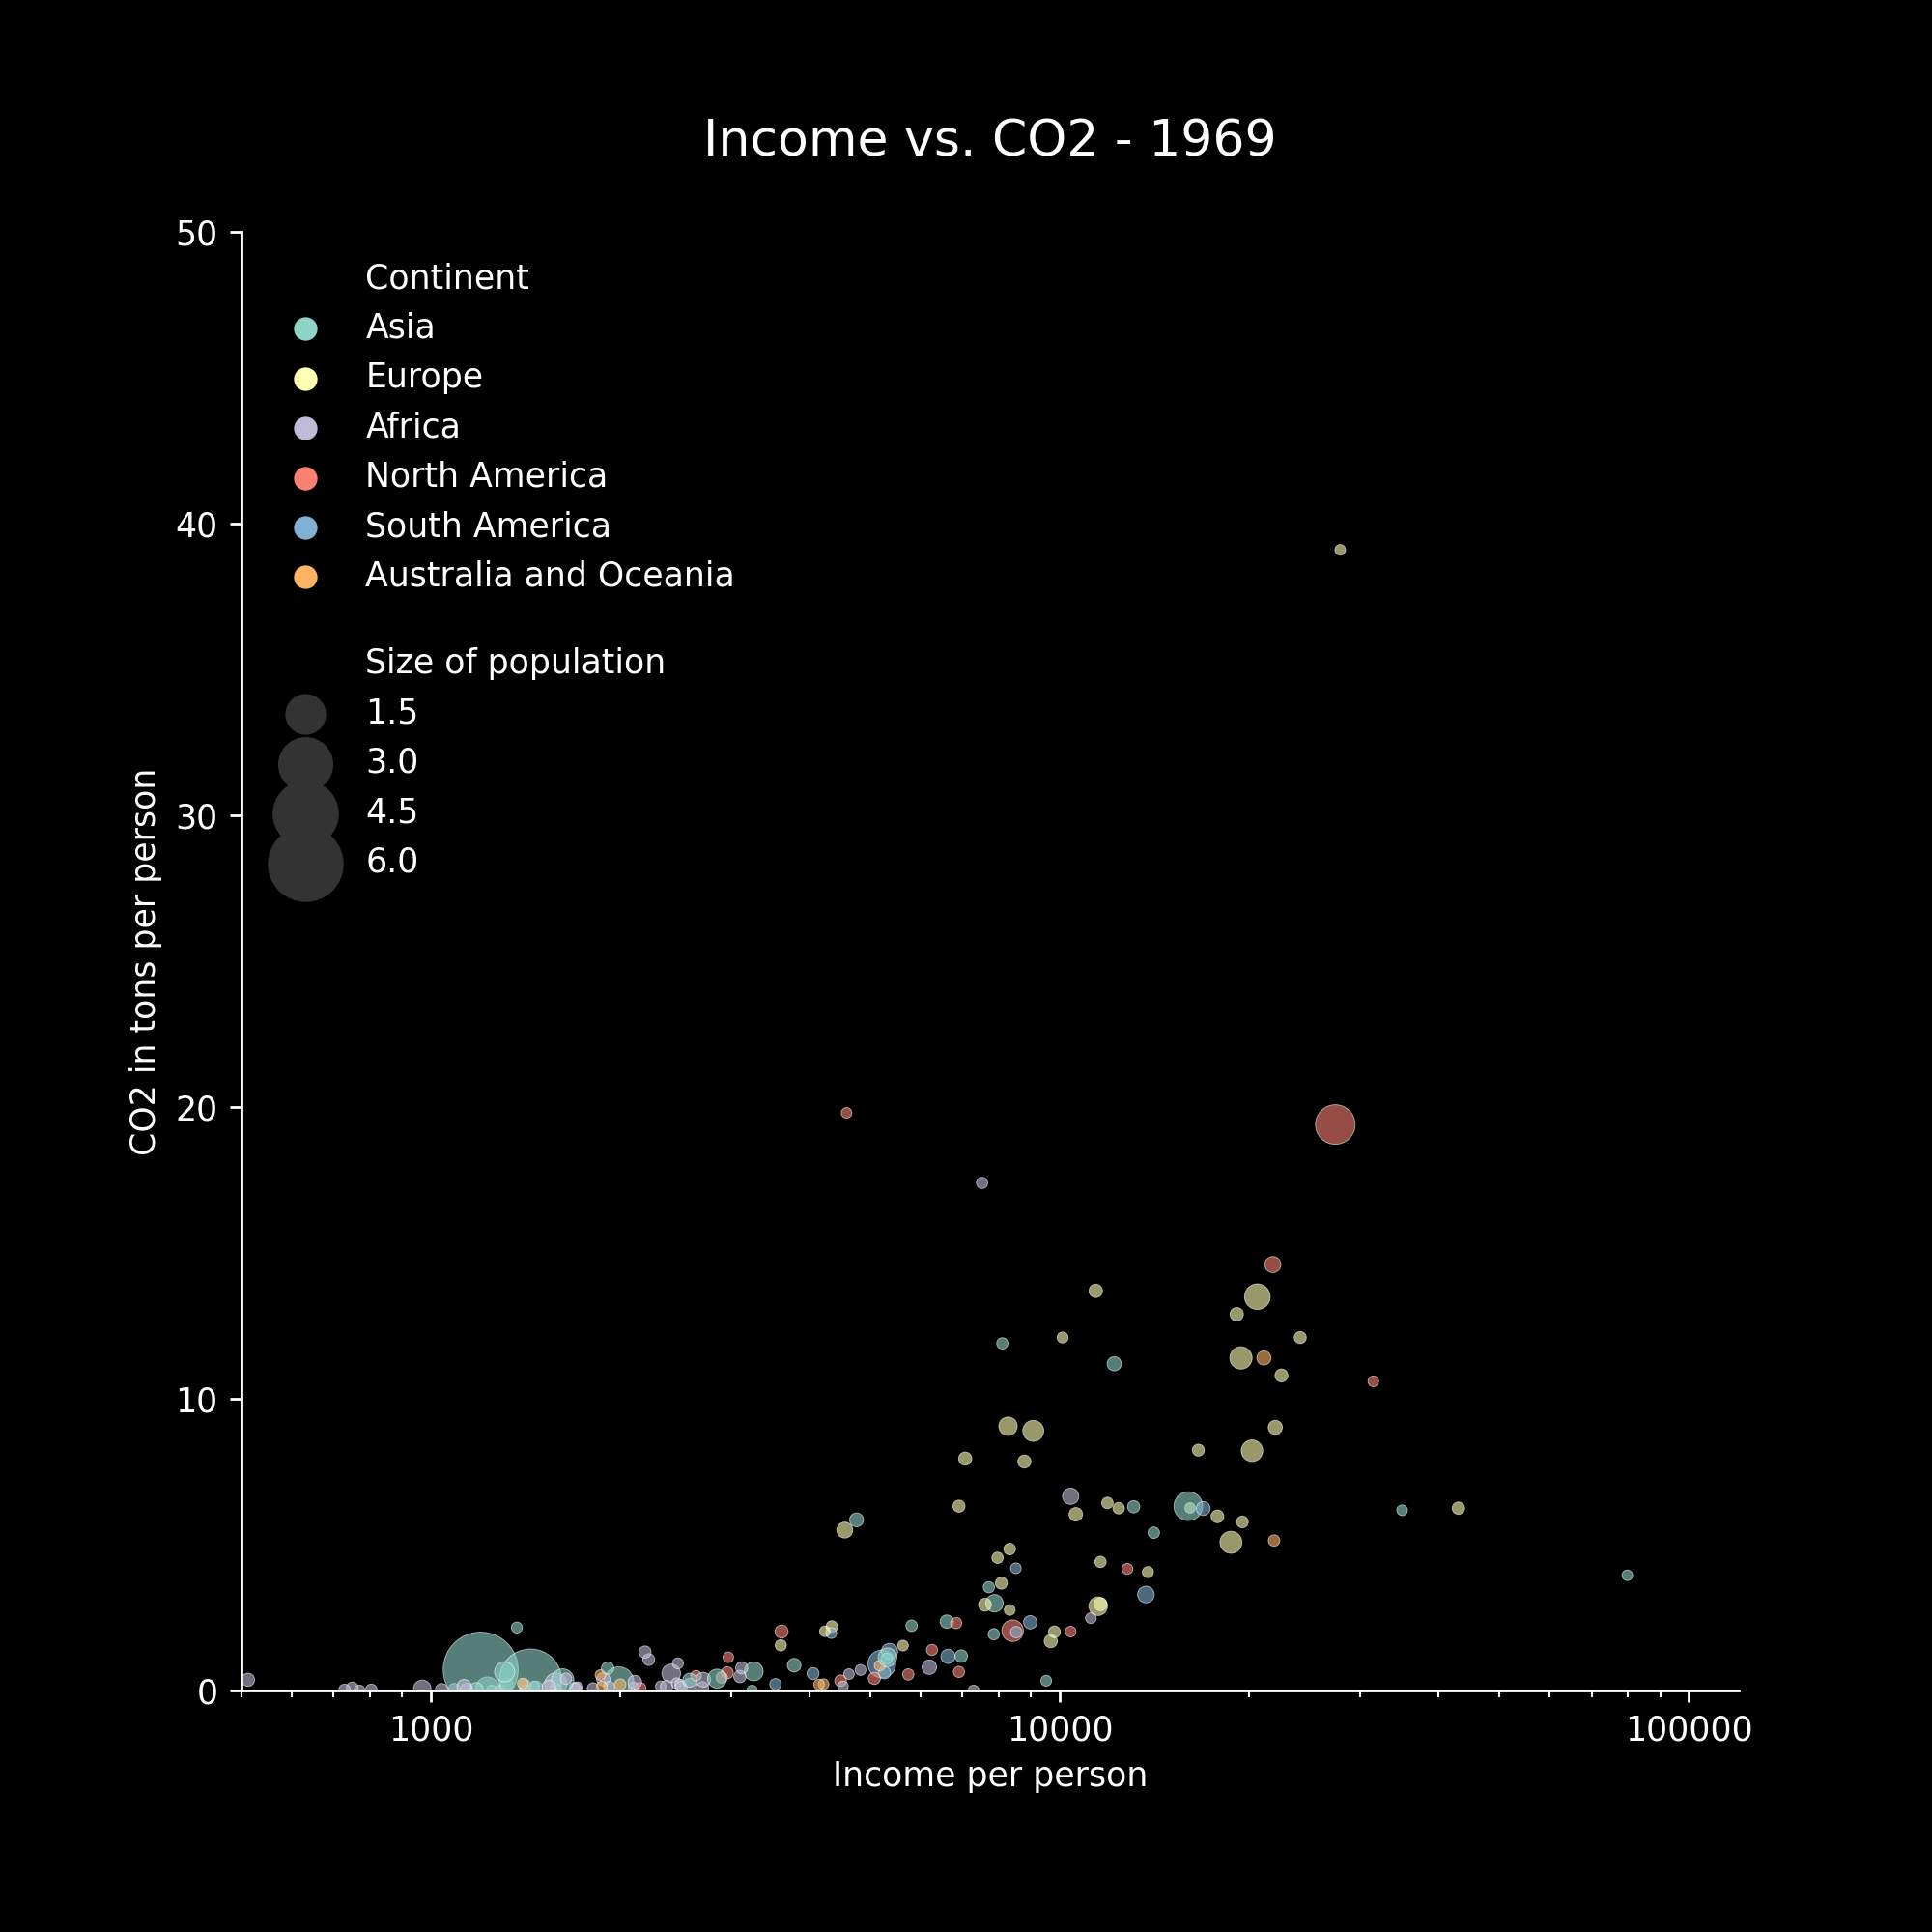 Income vs. CO2 - 1969
50
40
30
20
10
0
CO2 in tons per person
Continent
Asia
Europe
Africa
North America
South America
Australia and Oceania
Size of population
1.5
3.0
4.5
6.0
1000
10000
100000
Income per person